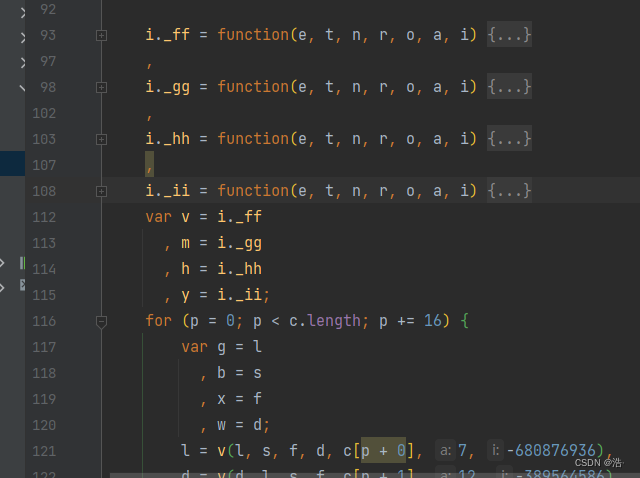 92
93 i._ff = function(e, t, n, r, o, a, i) {...}
97 ,
98 i._gg = function(e, t, n, r, o, a, i) {...}
102 ,
103 i._hh = function(e, t, n, r, o, a, i) {...}
107 ,
108 i._ii = function(e, t, n, r, o, a, i) {...}
112 var v = i._ff
113 , m = i._gg
114 , h = i._hh
115 , y = i._ii;
116 for (p = 0; p < c.length; p += 16) {
117 var g = l
118 , b = s
119 , x = f
120 , w = d;
121 l = v(l, s, f, d, c[p + 0], a: 7, i: -680876936),
122 d = v(d, l, s, f, c[p + 1], a: 12, i: -389564586),
CSDN @浩·